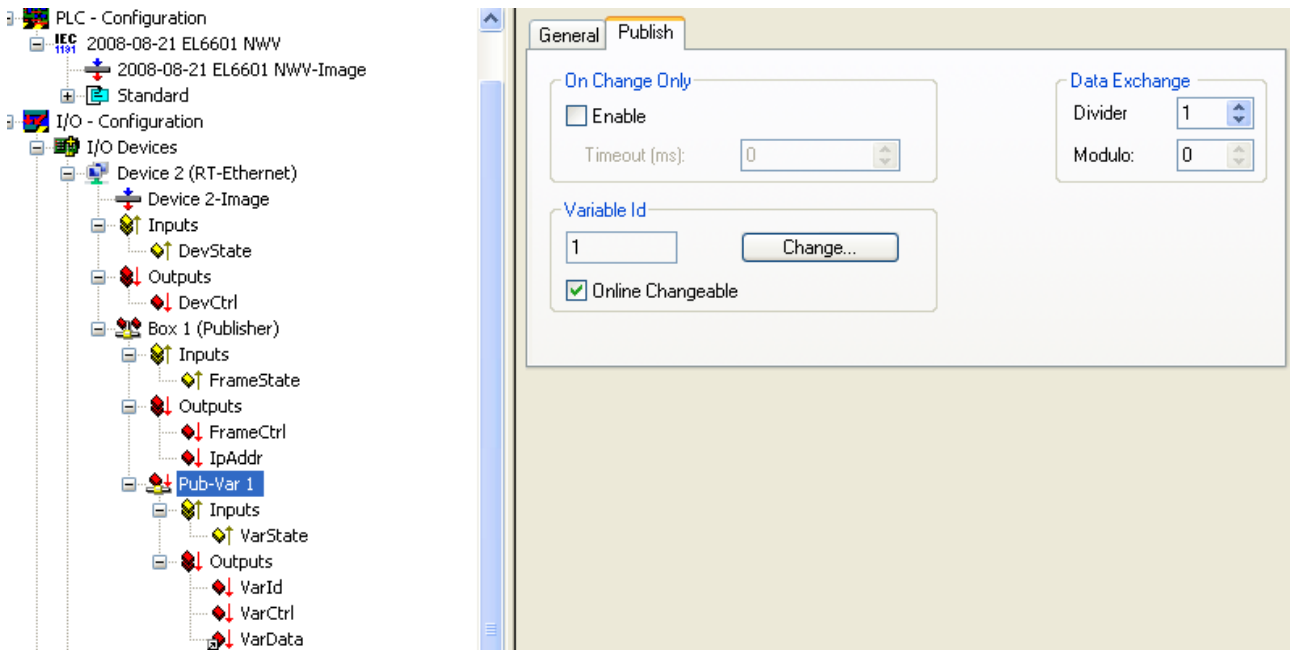 PLC - Configuration
IEC
1131
2008-08-21 EL6601 NWV
2008-08-21 EL6601 NWV-Image
Standard
I/O - Configuration
I/O Devices
Device 2 (RT-Ethernet)
Device 2-Image
Inputs
DevState
Outputs
DevCtrl
Box 1 (Publisher)
Inputs
FrameState
Outputs
FrameCtrl
IpAddr
Pub-Var 1
Inputs
VarState
Outputs
VarId
VarCtrl
VarData
General Publish
On Change Only
Enable
Timeout (ms): 0
Variable Id
1 Change...
Online Changeable
Data Exchange
Divider 1
Modulo: 0